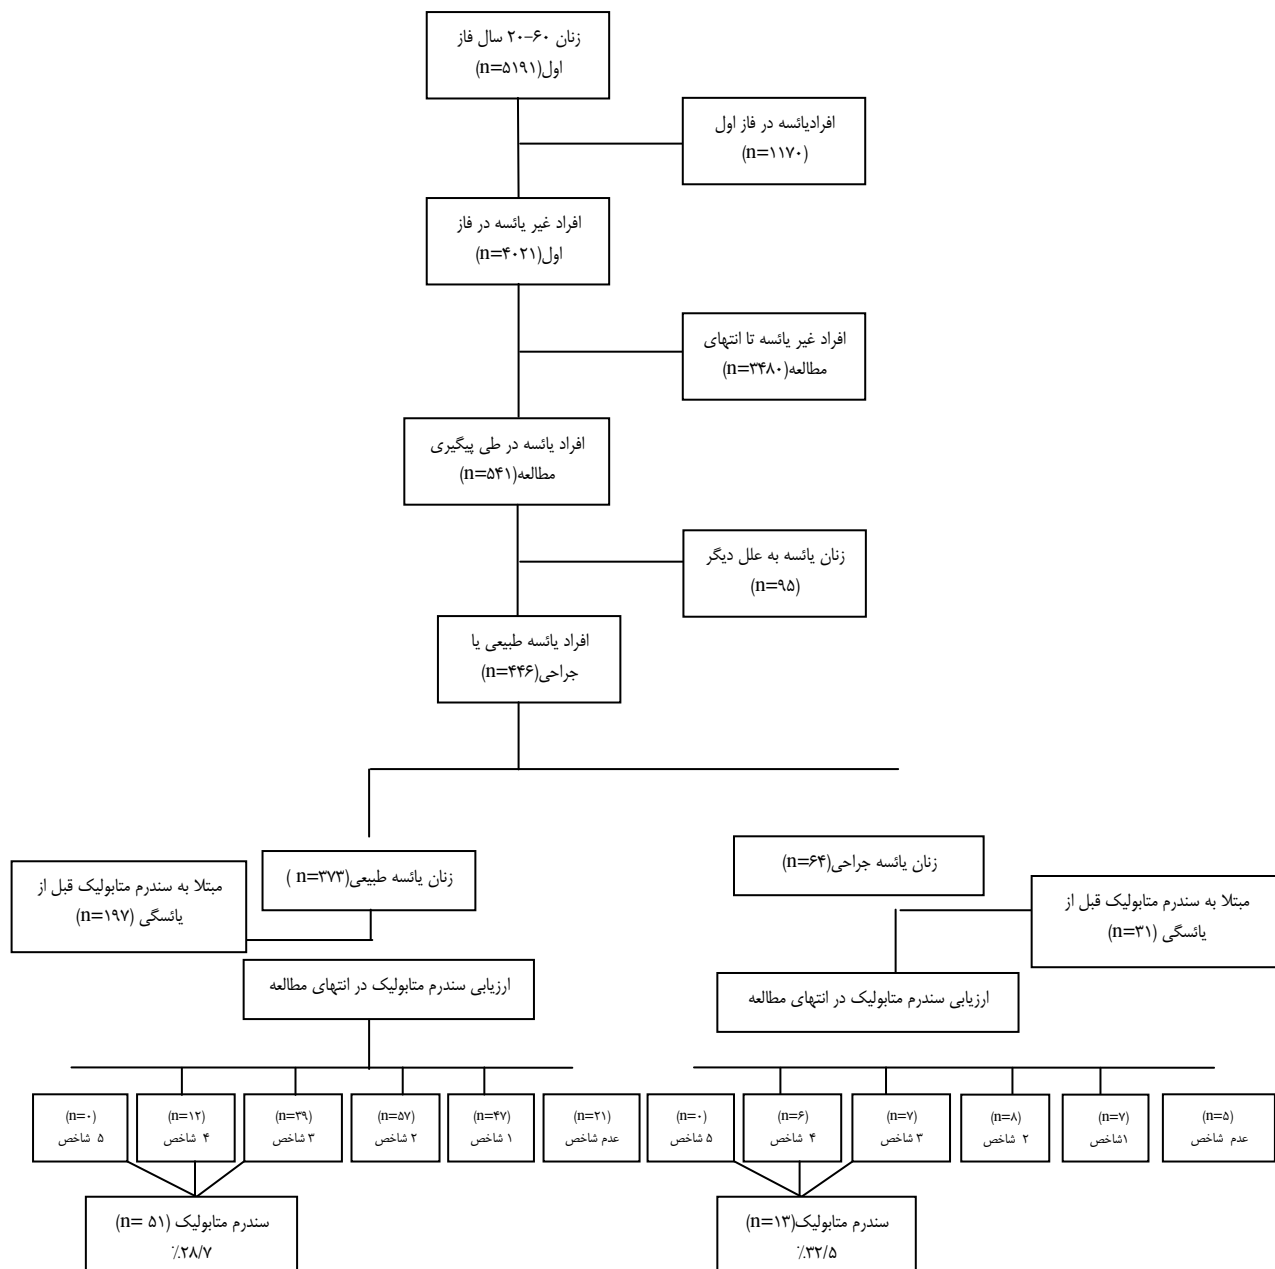 زنان ۶۰-۲۰ سال فاز
اول(n=۵۱۹۱)
افرادیائسه در فاز اول
(n=۱۱۷۰)
افراد غیر یائسه در فاز
اول(n=۴۰۲۱)
افراد غیر یائسه تا انتهای
مطالعه(n=۳۴۸۰)
افراد یائسه در طی پیگیری
مطالعه(n=۵۴۱)
زنان یائسه به علل دیگر
(n=۹۵)
افراد یائسه طبیعی یا
جراحی(n=۴۴۶)
زنان یائسه جراحی(n=۶۴)
زنان یائسه طبیعی(n=۳۷۳ )
مبتلا به سندرم متابولیک قبل از
یائسگی (n=۳۱)
مبتلا به سندرم متابولیک قبل از
یائسگی (n=۱۹۷)
ارزیابی سندرم متابولیک در انتهای مطالعه
ارزیابی سندرم متابولیک در انتهای مطالعه
(n=۵)
عدم شاخص
(n=۷)
۱شاخص
(n=۸)
۲ شاخص
(n=۷)
۳ شاخص
(n=۶)
۴ شاخص
(n=۰)
۵ شاخص
(n=۲۱)
عدم شاخص
(n=۴۷)
۱ شاخص
(n=۵۷)
۲ شاخص
(n=۳۹)
۳ شاخص
(n=۱۲)
۴ شاخص
(n=۰)
۵ شاخص
سندرم متابولیک(n=۱۳)
٪۳۲/۵
سندرم متابولیک (n= ۵۱)
٪۲۸/۷